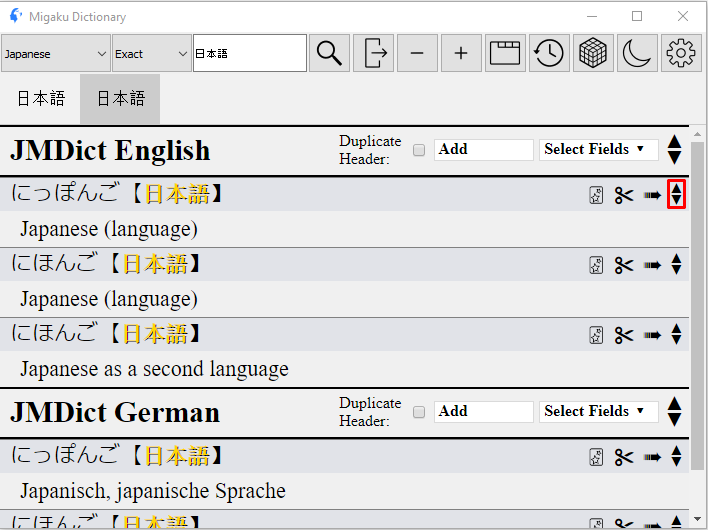 Migaku Dictionary
Japanese Exact 日本語
日本語 日本語
JMDict English Duplicate Header: Add Select Fields
にっぽんご【日本語】
Japanese (language)
にほんご【日本語】
Japanese (language)
にほんご【日本語】
Japanese as a second language
JMDict German Duplicate Header: Add Select Fields
にっぽんご【日本語】
Japanisch, japanische Sprache
にほんご【日本語】